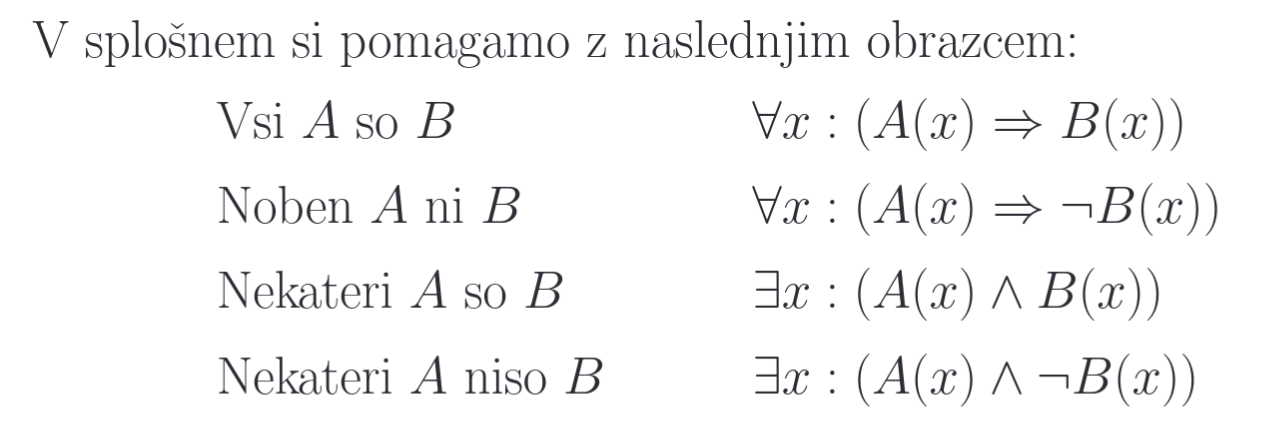 V splošnem si pomagamo z naslednjim obrazcem:
Vsi A so B ∀x : (A(x) ⇒ B(x))
Noben A ni B ∀x : (A(x) ⇒ ¬B(x))
Nekateri A so B ∃x : (A(x) ∧ B(x))
Nekateri A niso B ∃x : (A(x) ∧ ¬B(x))